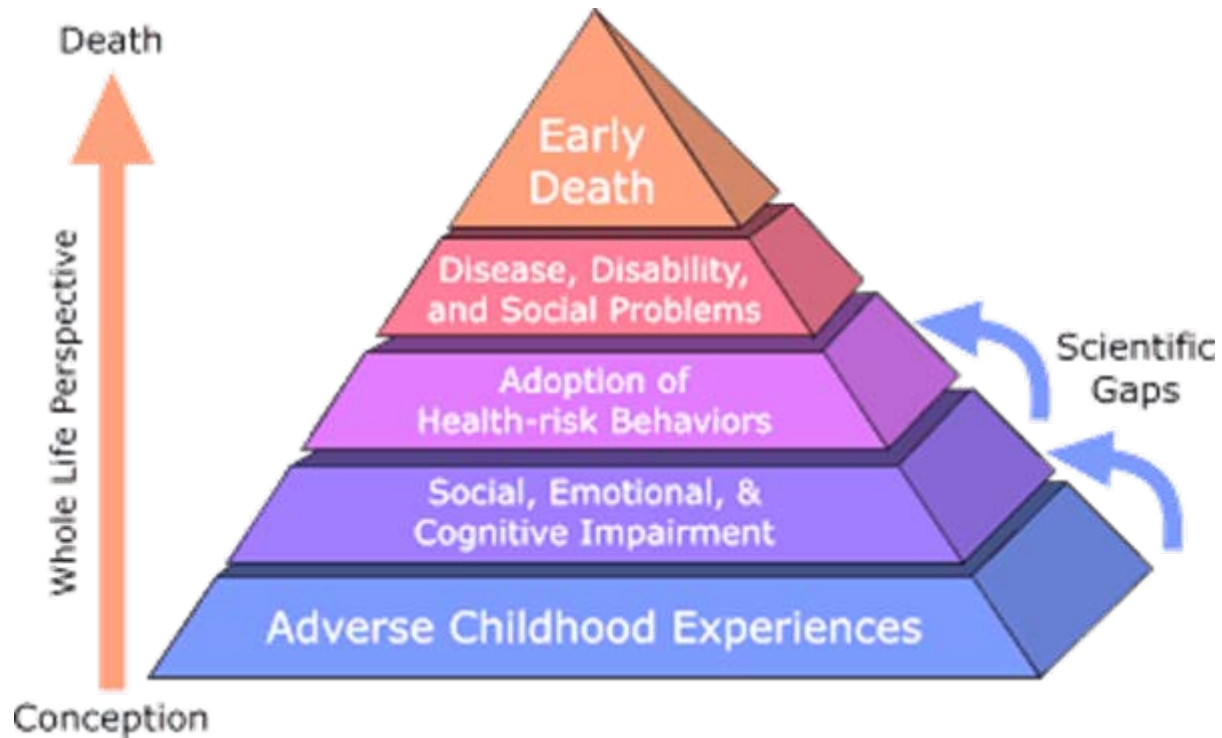 Death
Whole Life Perspective
Conception
Early
Death
Disease, Disability,
and Social Problems
Adoption of
Health-risk Behaviors
Social, Emotional, &
Cognitive Impairment
Adverse Childhood Experiences
Scientific
Gaps